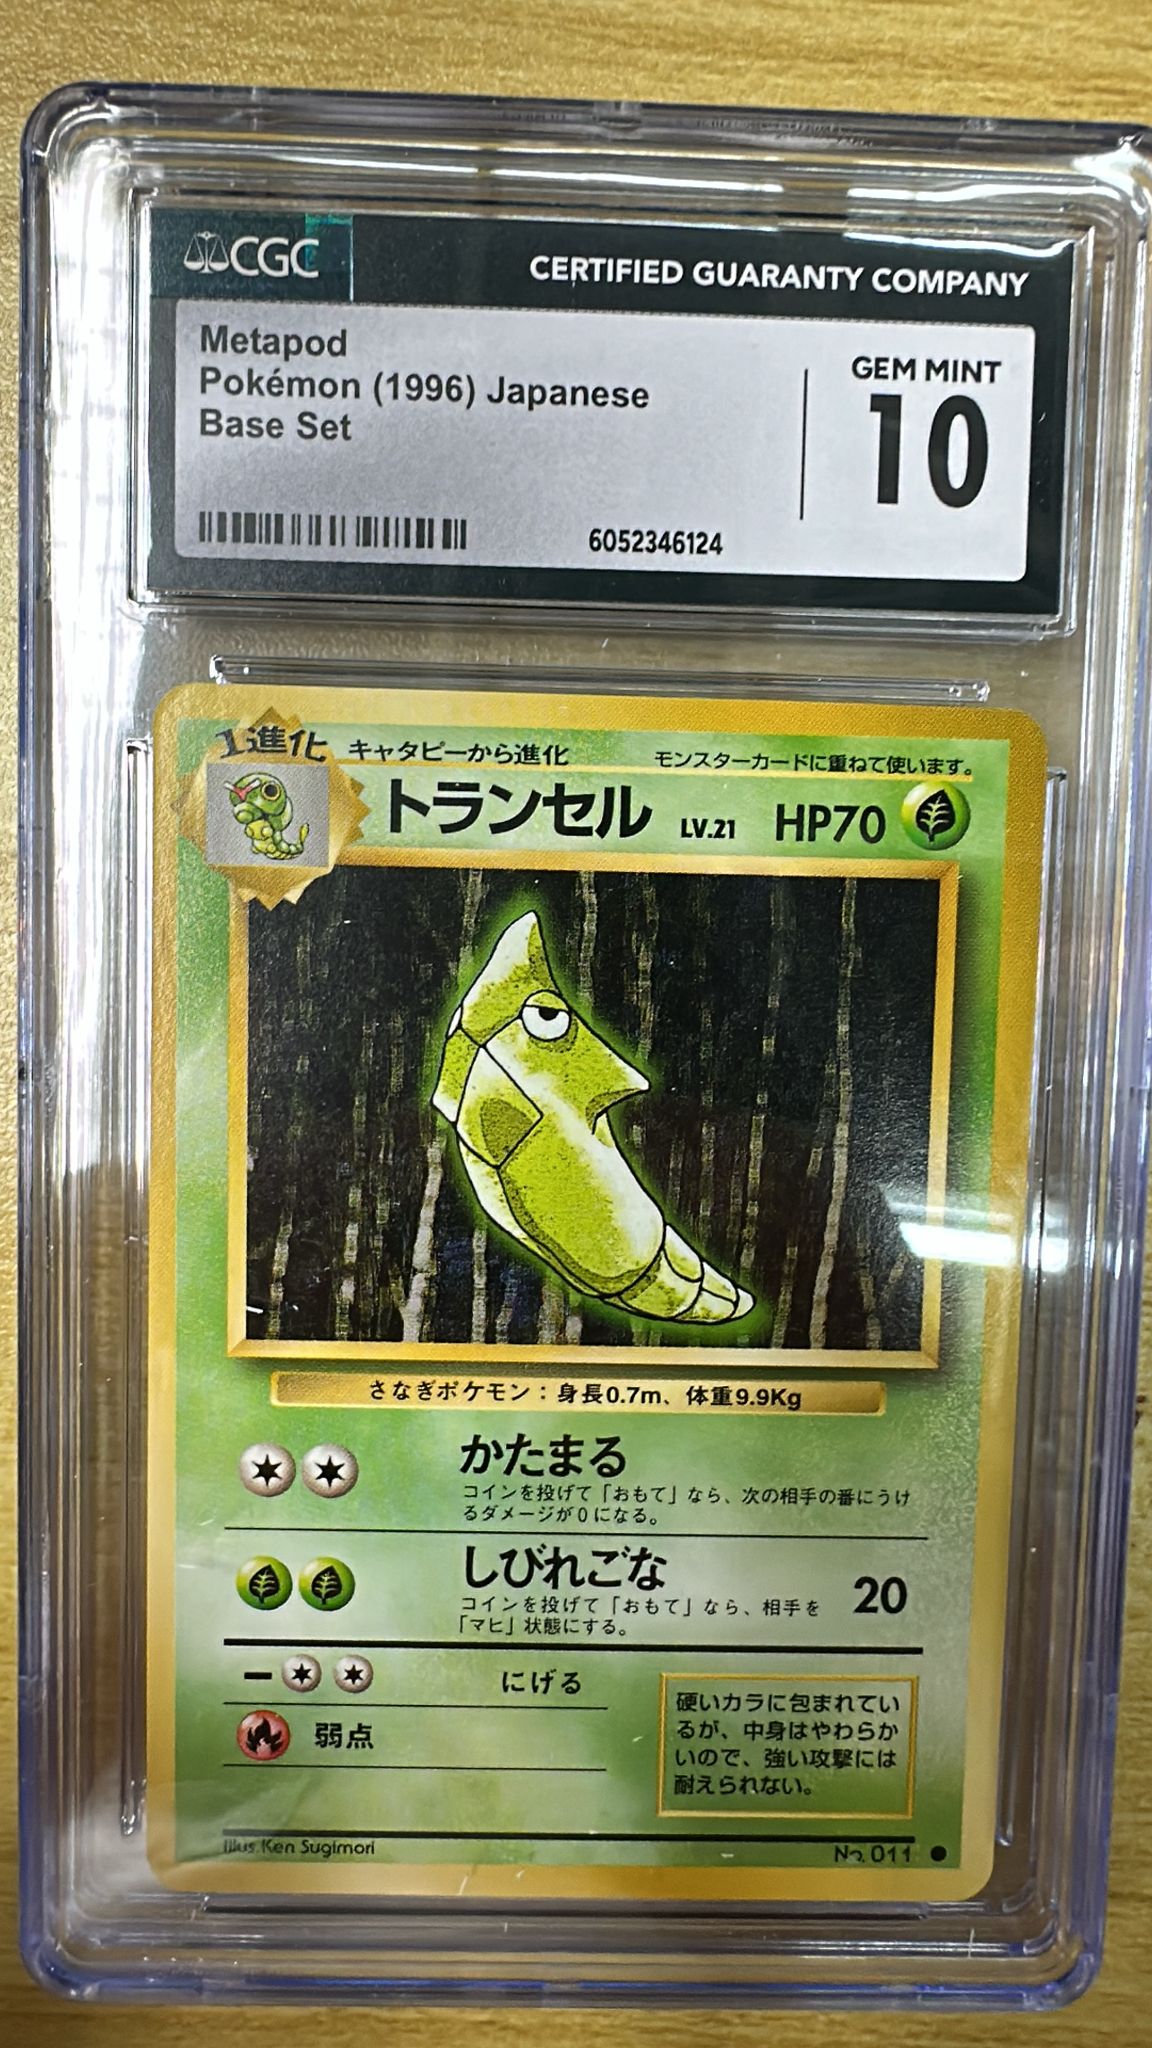 CGC
CERTIFIED GUARANTY COMPANY
Metapod
Pokémon (1996) Japanese
Base Set
GEM MINT
10
6052346124
1進化
キャタピーから進化
モンスターカードに重ねて使います。
トランセル LV.21 HP70
さなぎポケモン：身長0.7m、体重9.9Kg
かたまる
コインを投げて「おもて」なら、次の相手の番にうけ
るダメージが0になる。
しびれごな 20
コインを投げて「おもて」なら、相手を
「マヒ」状態にする。
ー にげる
弱点
硬いカラに包まれてい
るが、中身はやわらか
いので、強い攻撃には
耐えられない。
Illus.Ken Sugimori
No.011